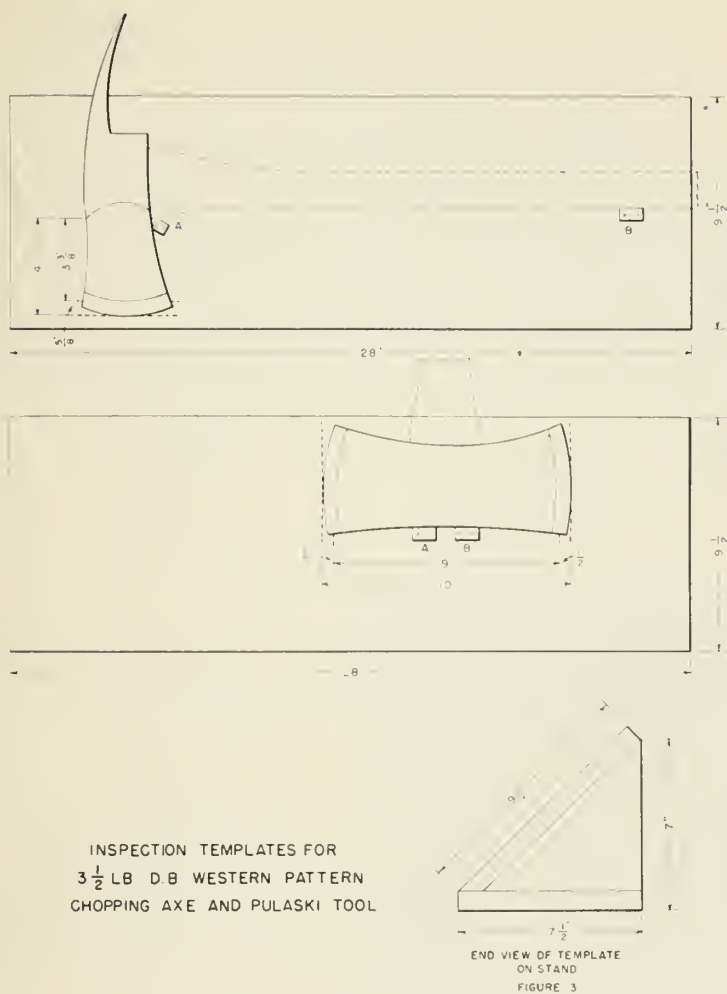 A
B
4
3 3/8
5/8
9 1/2
28"
A
B
9
1/2
10
9 1/2
9
7"
7 1/2"
INSPECTION TEMPLATES FOR
3 1/2 LB D.B WESTERN PATTERN
CHOPPING AXE AND PULASKI TOOL
END VIEW OF TEMPLATE
ON STAND
FIGURE 3